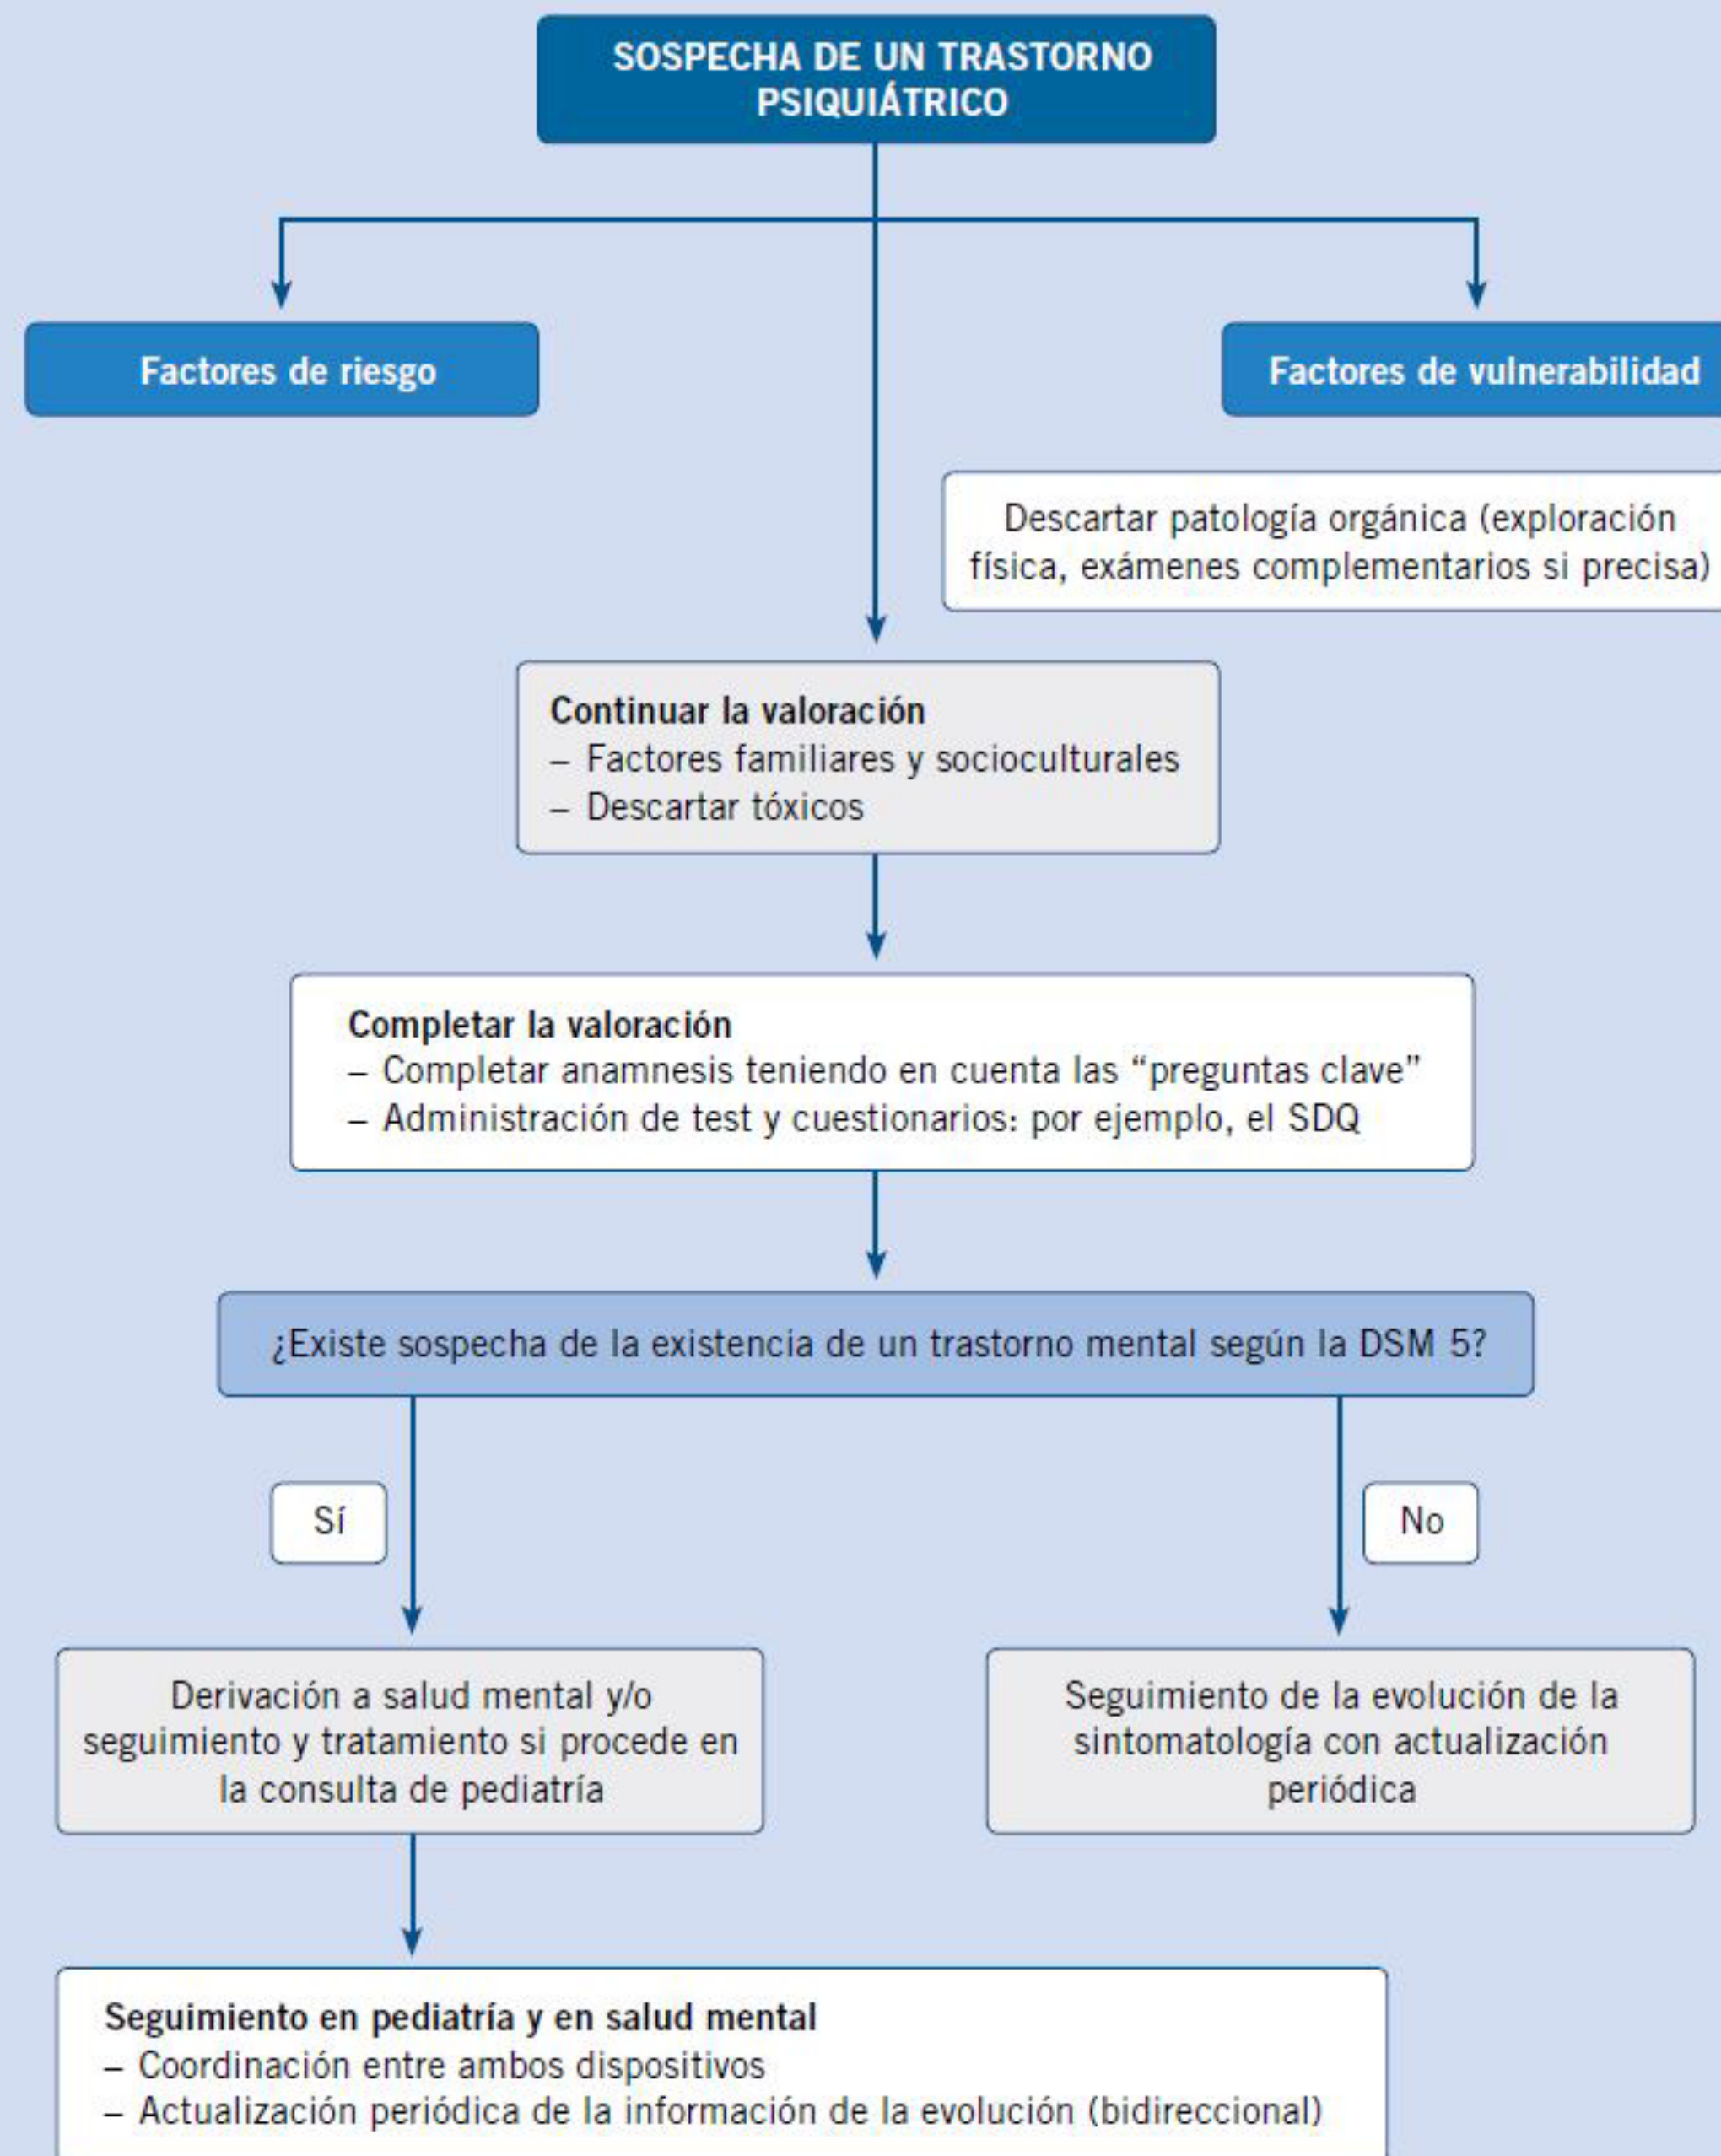 SOSPECHA DE UN TRASTORNO
PSIQUIÁTRICO
Factores de riesgo
Factores de vulnerabilidad
Descartar patología orgánica (exploración
física, exámenes complementarios si precisa)
Continuar la valoración
– Factores familiares y socioculturales
– Descartar tóxicos
Completar la valoración
– Completar anamnesis teniendo en cuenta las “preguntas clave”
– Administración de test y cuestionarios: por ejemplo, el SDQ
¿Existe sospecha de la existencia de un trastorno mental según la DSM 5?
Sí
No
Derivación a salud mental y/o
seguimiento y tratamiento si procede en
la consulta de pediatría
Seguimiento de la evolución de la
sintomatología con actualización
periódica
Seguimiento en pediatría y en salud mental
– Coordinación entre ambos dispositivos
– Actualización periódica de la información de la evolución (bidireccional)